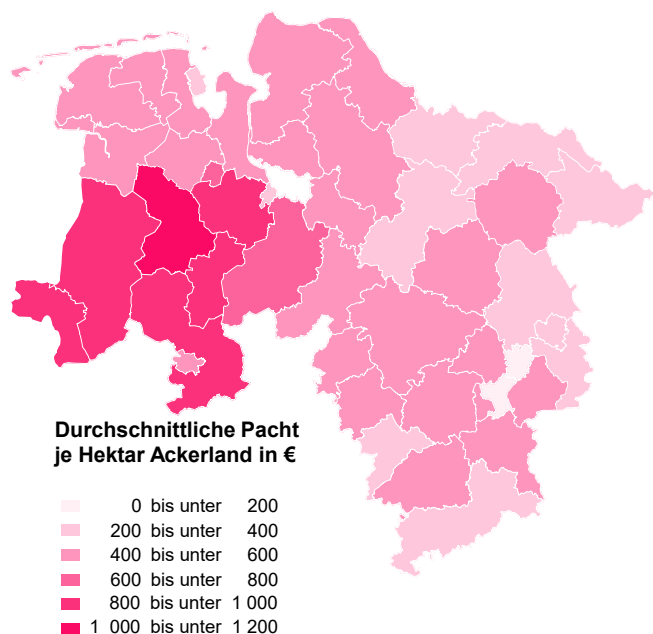 Durchschnittliche Pacht
je Hektar Ackerland in €
0 bis unter 200
200 bis unter 400
400 bis unter 600
600 bis unter 800
800 bis unter 1 000
1 000 bis unter 1 200